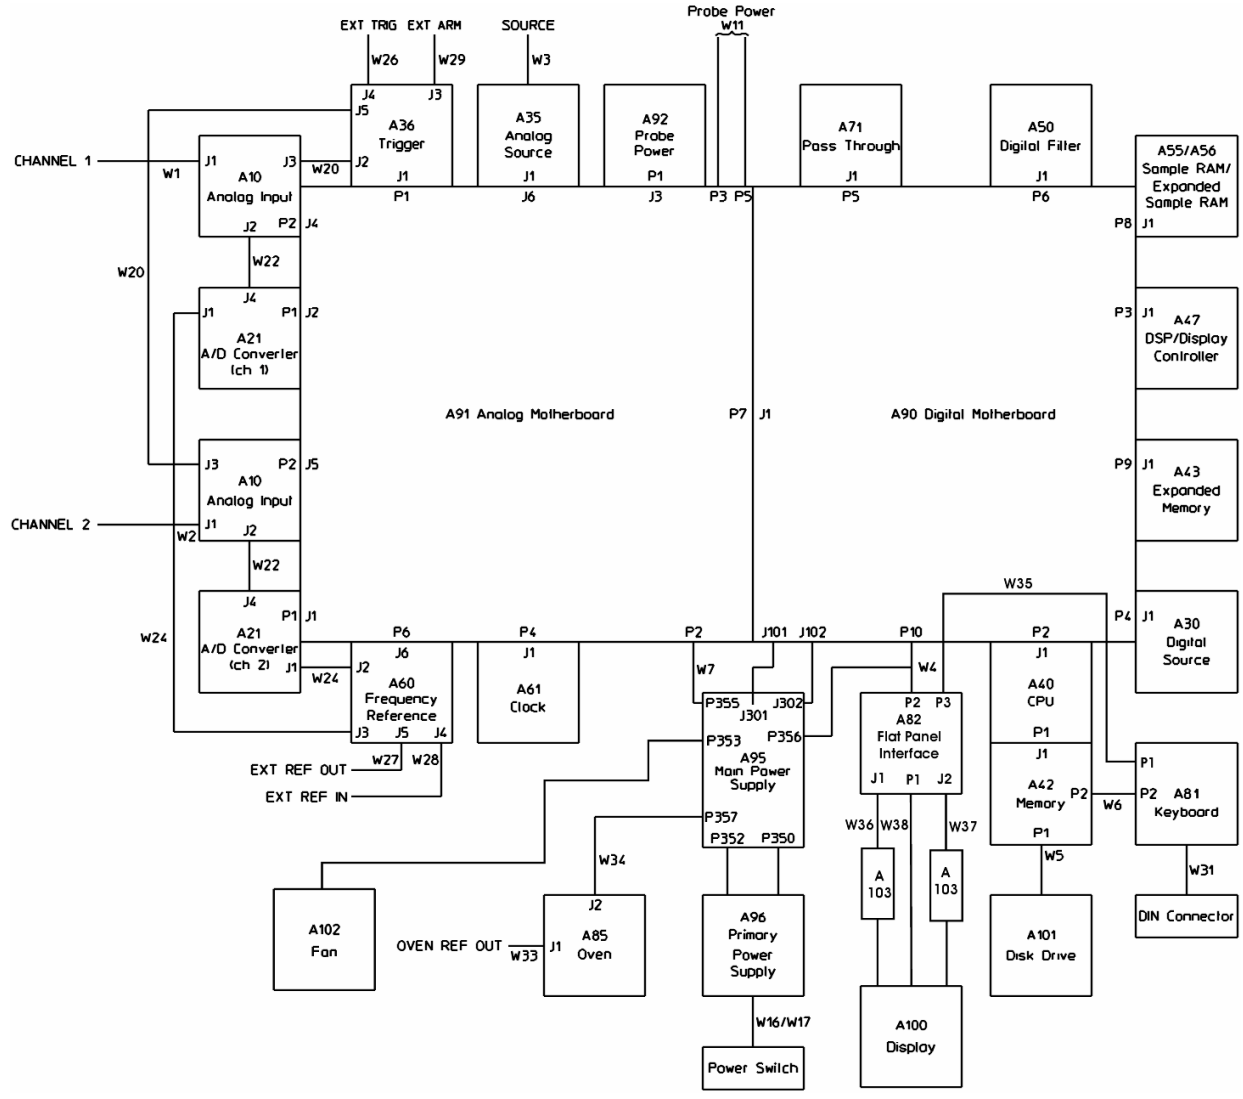 Probe Power
W11
EXT TRIG
EXT ARM
SOURCE
W26
W29
W3
J4
J3
J5
A36
Trigger
J2
J1
P1
A35
Analog
Source
J1
J6
A92
Probe
Power
P1
J3
P3
P5
A71
Pass Through
J1
P5
A50
Digital Filter
J1
P6
A55/A56
Sample RAM/
Expanded
Sample RAM
P8
J1
CHANNEL 1
W1
J1
J3
W20
A10
Analog Input
J2
P2
J4
W20
W22
J4
J1
P1
J2
A21
A/D Converter
(ch 1)
P3
J1
A47
DSP/Display
Controller
A91 Analog Motherboard
P7
J1
A90 Digital Motherboard
J3
P2
J5
A10
Analog Input
CHANNEL 2
J1
W2
J2
P9
J1
A43
Expanded
Memory
W22
W35
J4
P1
J1
A21
A/D Converter
(ch 2)
W24
J1
W24
P4
J1
A30
Digital
Source
P6
P4
P2
J101
J102
P10
P2
J6
J2
A60
Frequency
Reference
J3
J5
J4
W27
W28
EXT REF OUT
EXT REF IN
J1
A61
Clock
W7
W4
P355
J301
J302
P353
P356
A95
Main Power
Supply
P357
P352
P350
P2
P3
A82
Flat Panel
Interface
J1
P1
J2
J1
A40
CPU
P1
J1
A42
Memory
P2
P1
W6
P1
P2
A81
Keyboard
W36
W38
W37
W5
W31
A
103
A
103
DIN Connector
W34
A102
Fan
OVEN REF OUT
W33
J2
J1
A85
Oven
A96
Primary
Power
Supply
W16/W17
Power Switch
A100
Display
A101
Disk Drive